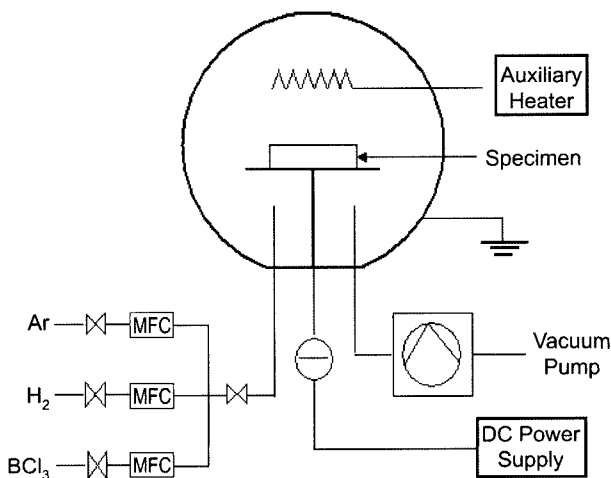 Auxiliary
Heater
Specimen
Ar
MFC
H₂
MFC
BCl₃
MFC
Vacuum
Pump
DC Power
Supply